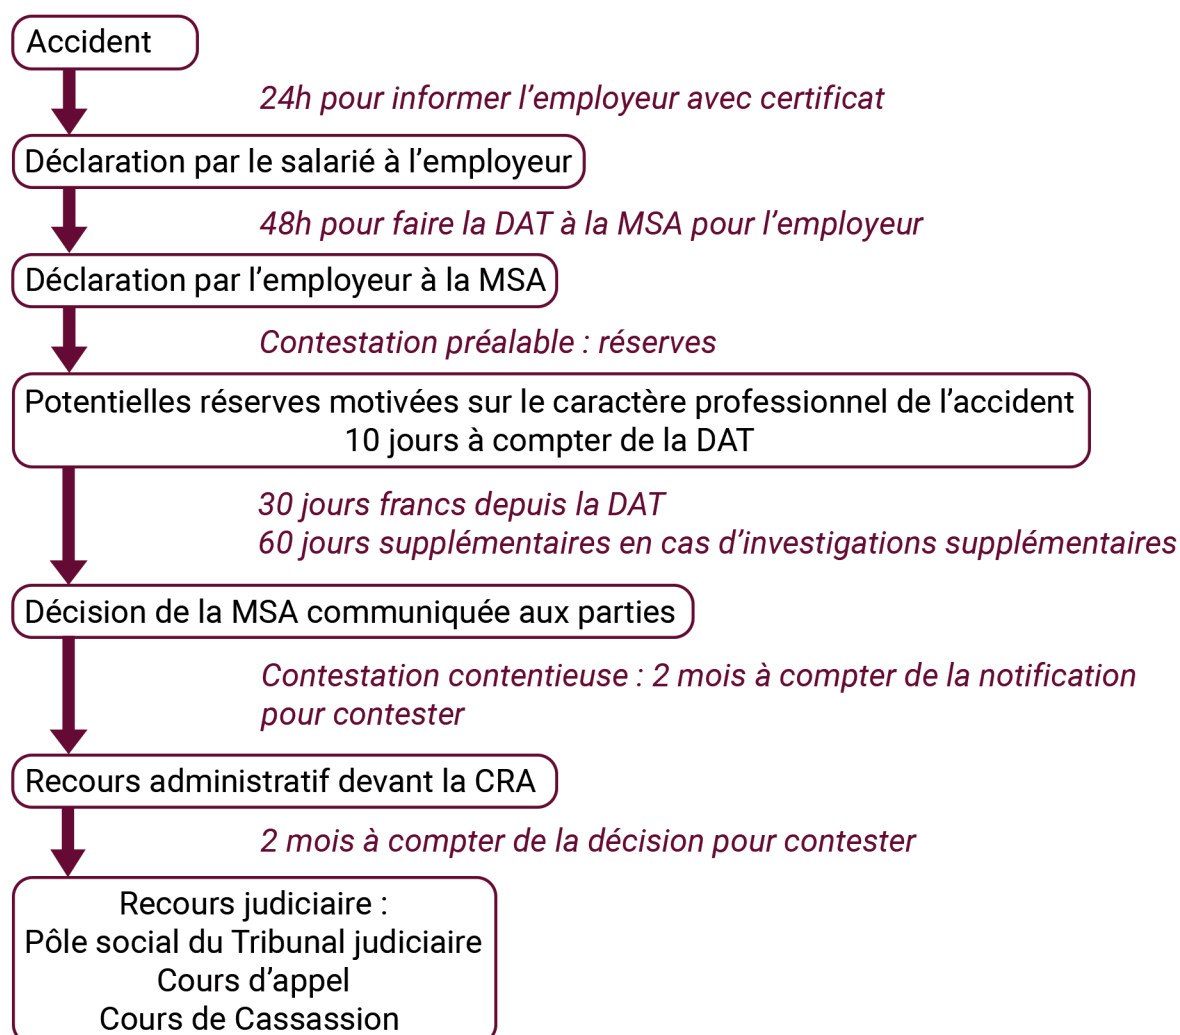 Accident
24h pour informer l’employeur avec certificat
Déclaration par le salarié à l’employeur
48h pour faire la DAT à la MSA pour l’employeur
Déclaration par l’employeur à la MSA
Contestation préalable : réserves
Potentielles réserves motivées sur le caractère professionnel de l’accident
10 jours à compter de la DAT
30 jours francs depuis la DAT
60 jours supplémentaires en cas d’investigations supplémentaires
Décision de la MSA communiquée aux parties
Contestation contentieuse : 2 mois à compter de la notification
pour contester
Recours administratif devant la CRA
2 mois à compter de la décision pour contester
Recours judiciaire :
Pôle social du Tribunal judiciaire
Cours d’appel
Cours de Cassassion